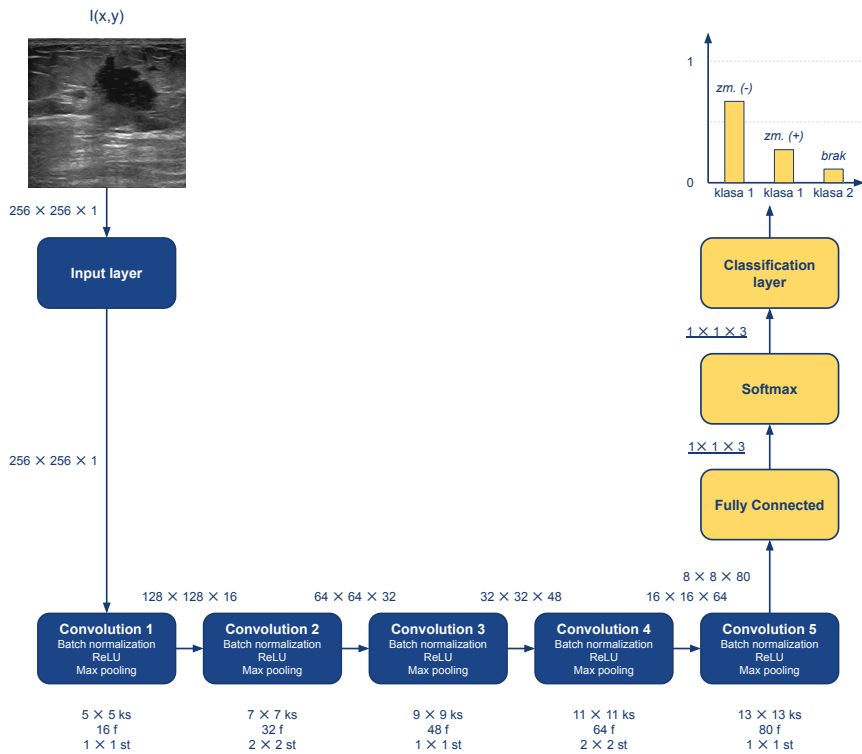 I(x,y)
256 × 256 × 1
Input layer
256 × 256 × 1
128 × 128 × 16
64 × 64 × 32
32 × 32 × 48
16 × 16 × 64
8 × 8 × 80
Convolution 1
Batch normalization
ReLU
Max pooling
Convolution 2
Batch normalization
ReLU
Max pooling
Convolution 3
Batch normalization
ReLU
Max pooling
Convolution 4
Batch normalization
ReLU
Max pooling
Convolution 5
Batch normalization
ReLU
Max pooling
5 × 5 ks
16 f
1 × 1 st
7 × 7 ks
32 f
2 × 2 st
9 × 9 ks
48 f
1 × 1 st
11 × 11 ks
64 f
2 × 2 st
13 × 13 ks
80 f
1 × 1 st
Fully Connected
1× 1 × 3
Softmax
1 × 1 × 3
Classification
layer
1
0
zm. (-)
zm. (+)
brak
klasa 1
klasa 1
klasa 2